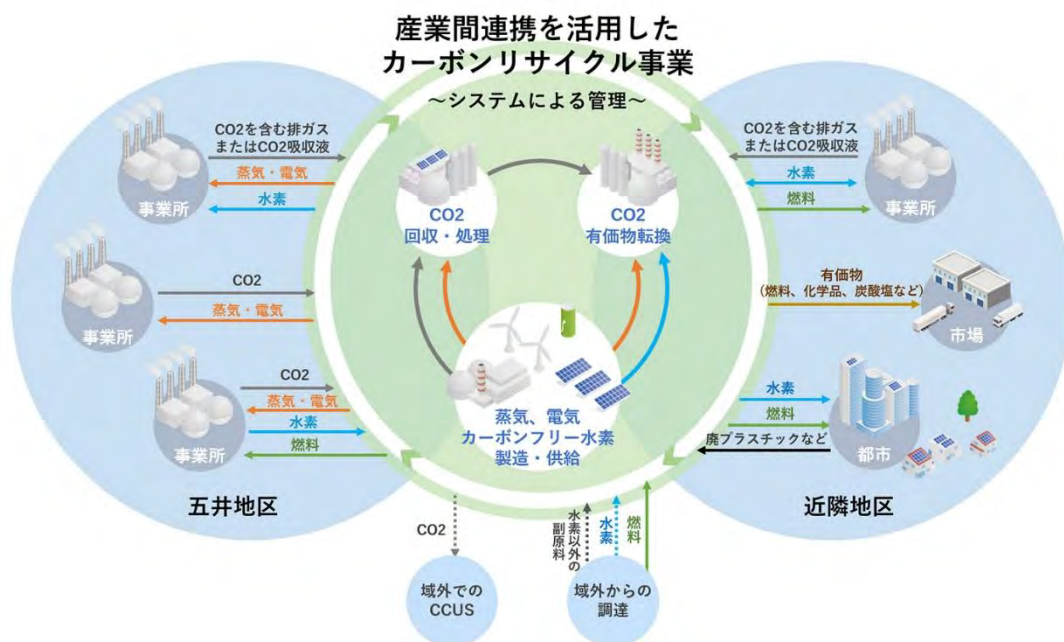 産業間連携を活用した
カーボンリサイクル事業
~システムによる管理~
CO2を含む排ガス
またはCO2吸収液
蒸気・電気
水素
事業所
CO2
蒸気・電気
事業所
CO2
蒸気・電気
水素
燃料
事業所
五井地区
CO2
回収・処理
CO2
有価物転換
蒸気、電気
カーボンフリー水素
製造・供給
CO2を含む排ガス
またはCO2吸収液
水素
燃料
事業所
有価物
(燃料、化学品、炭酸塩など)
市場
水素
燃料
廃プラスチックなど
都市
近隣地区
CO2
域外での
CCUS
水素以外の
副原料
水素
燃料
域外からの
調達